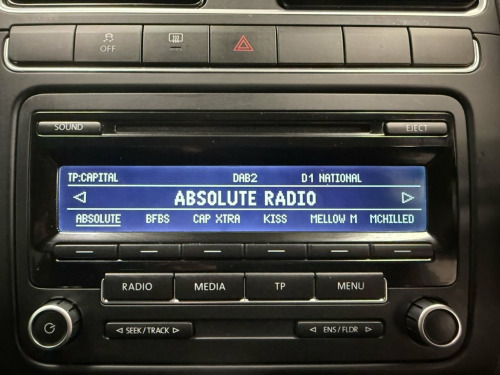 OFF
SOUND
EJECT
TP:CAPITAL DAB2 D1 NATIONAL
ABSOLUTE RADIO
ABSOLUTE BFBS CAP XTRA KISS MELLOW M MCHILLED
RADIO MEDIA TP MENU
SEEK / TRACK
ENS / FLDR